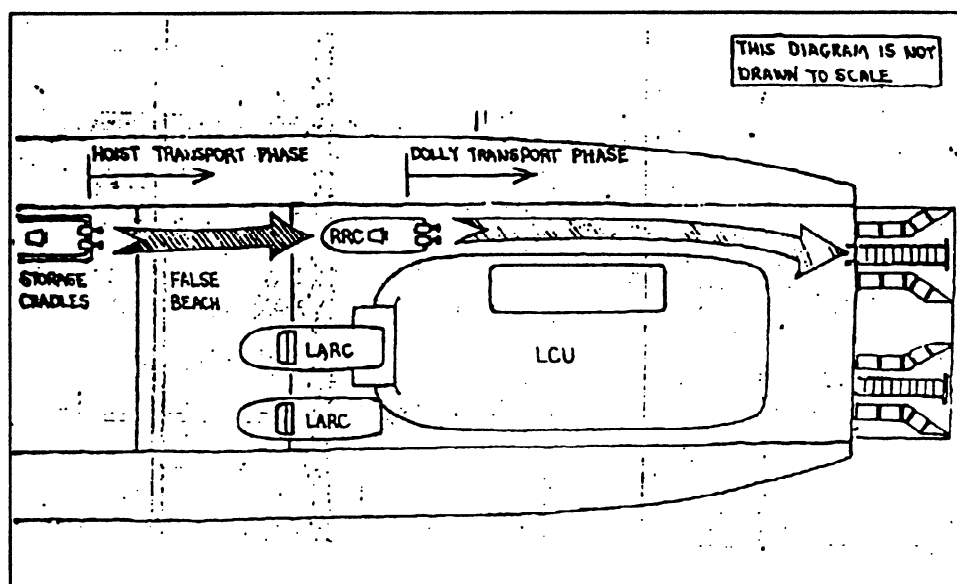 THIS DIAGRAM IS NOT
DRAWN TO SCALE
HOIST TRANSPORT PHASE
DOLLY TRANSPORT PHASE
RRC
STORAGE
CRADLES
FALSE
BEACH
LARC
LCU
LARC